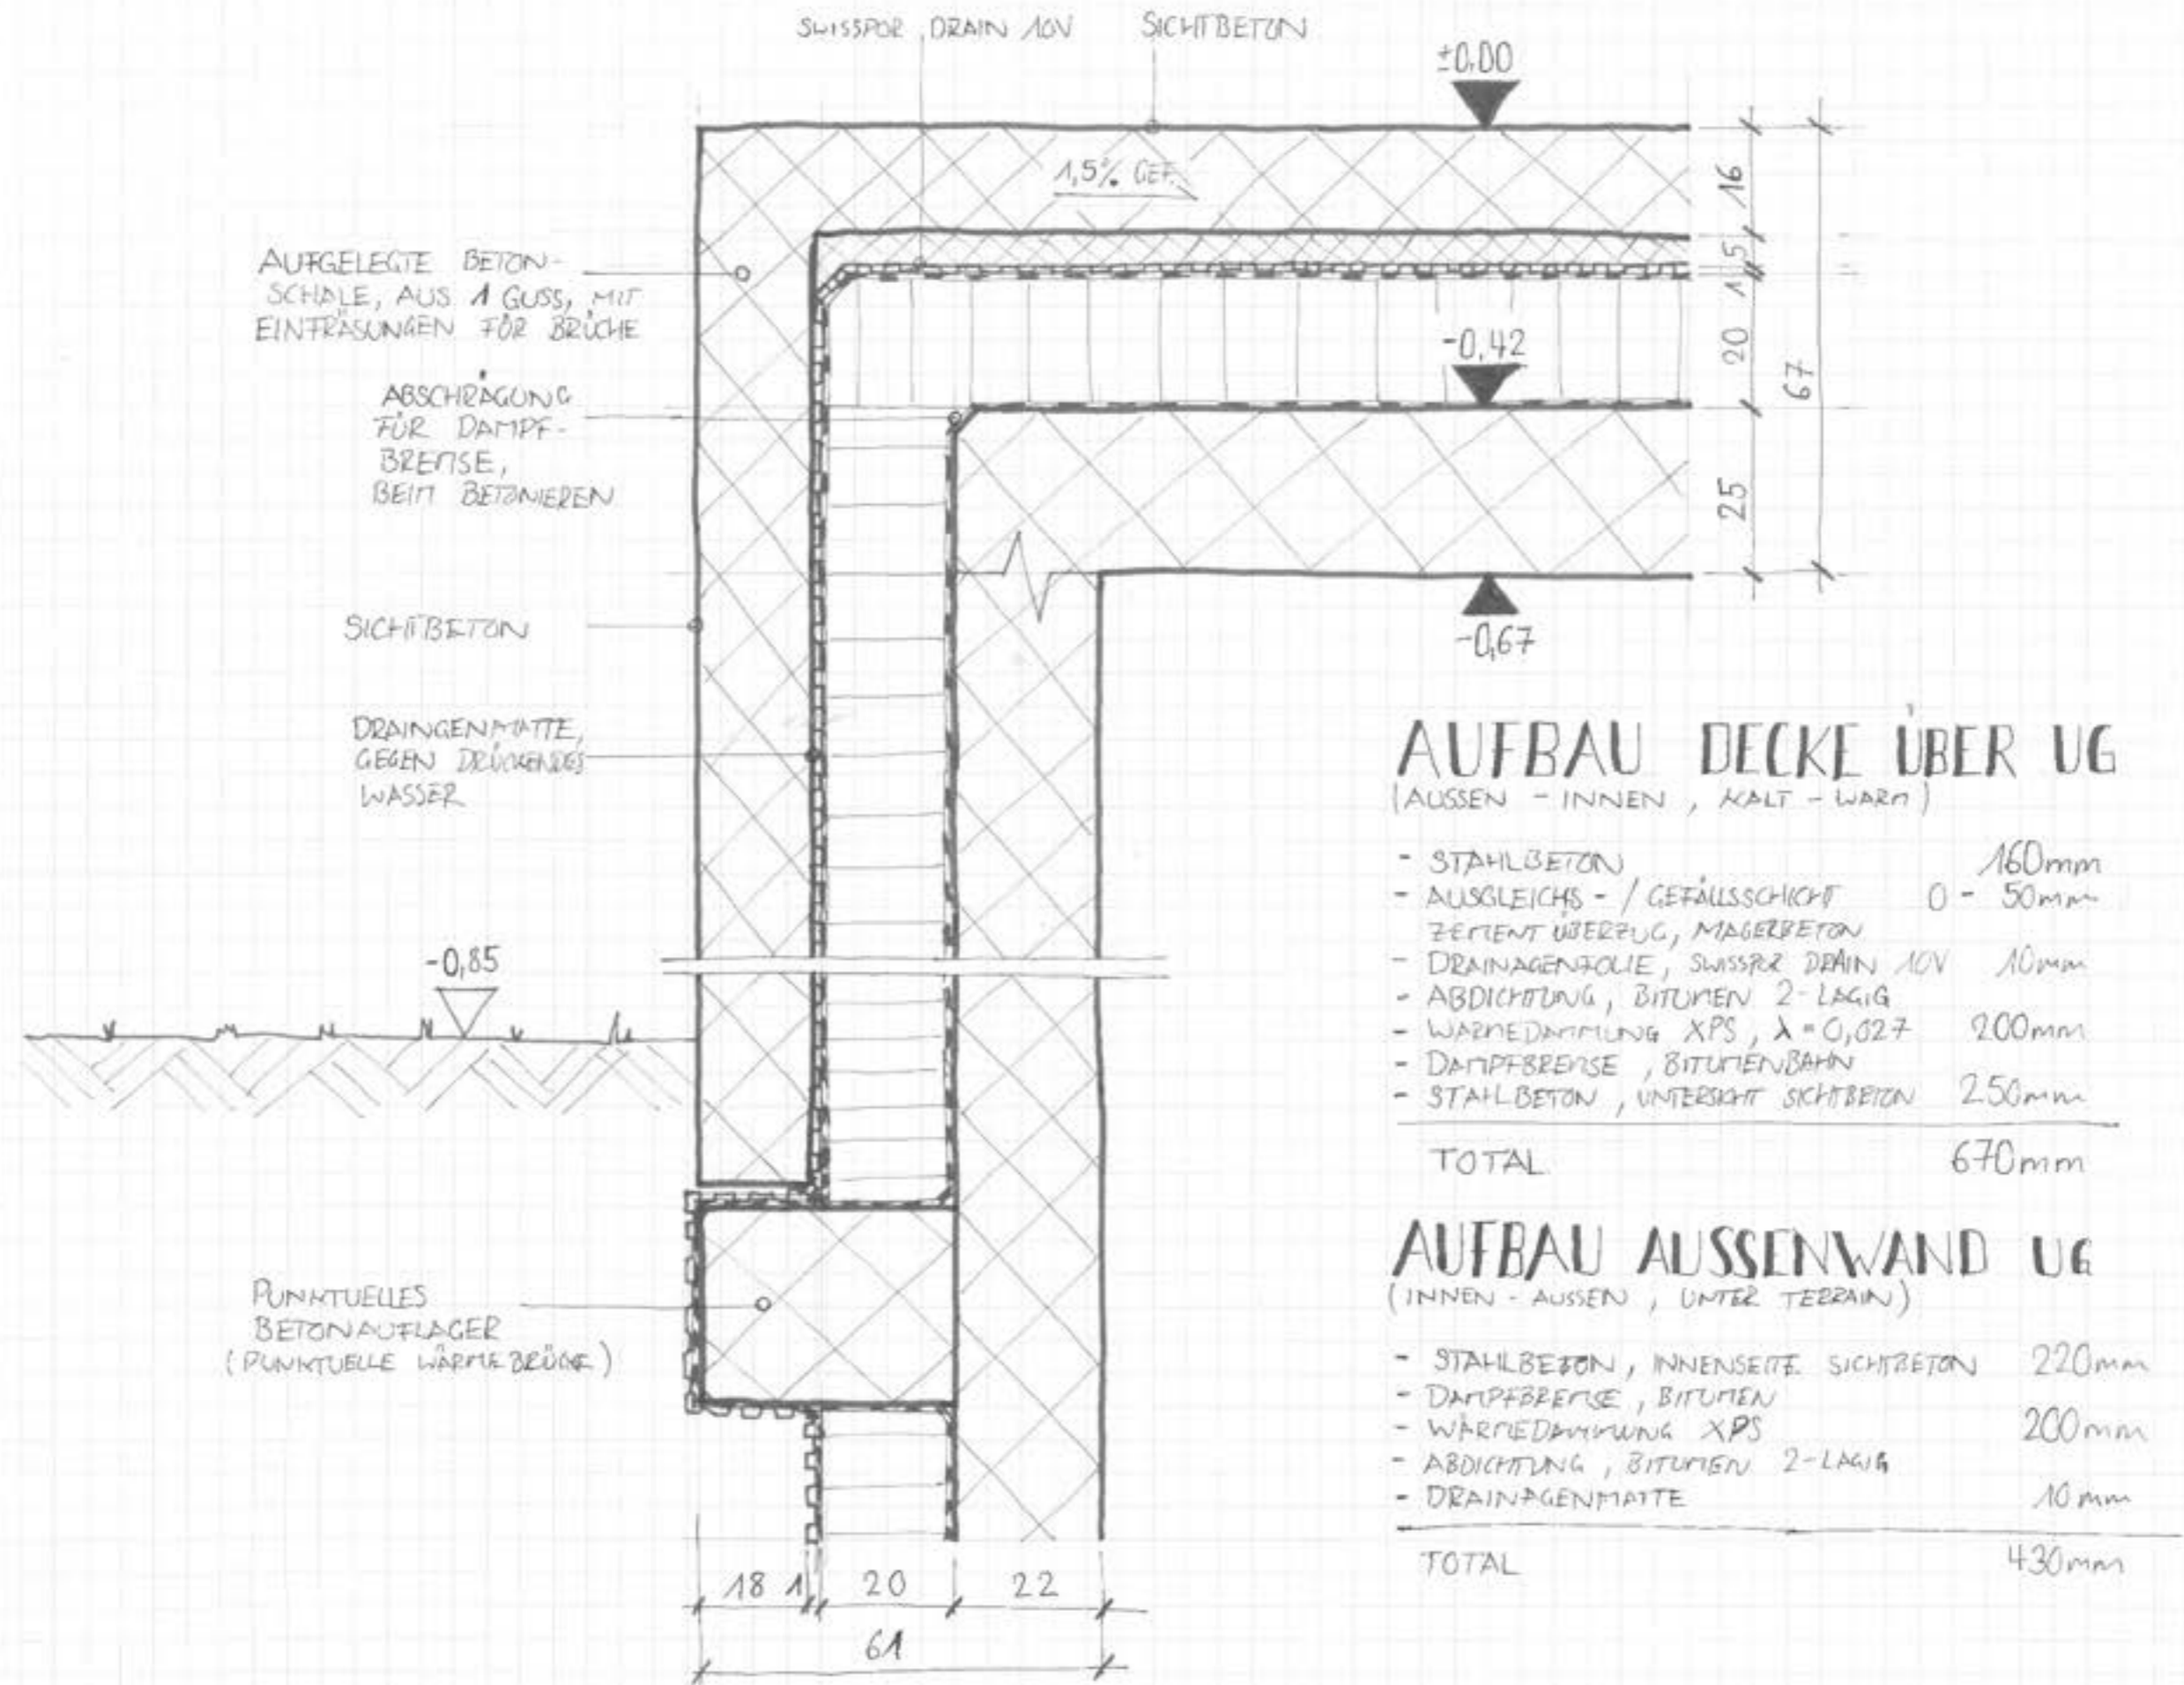 SWISSPOR DRAIN 10V
SICHTBETON
±0,00
1,5% GEF.
16
5
1
20
25
67
AUFGELEGTE BETON-
SCHALE, AUS 1 GUSS, MIT
EINFRÄSUNGEN FÜR BRÜCHE
-0,42
ABSCHRÄGUNG
FÜR DAMPF-
BREMSE,
BEIM BETONIEREN
SICHTBETON
-0,67
DRAINGENMATTE,
GEGEN DRÜCKENDES
WASSER
-0,85
PUNKTUELLES
BETONAUFLAGER
(PUNKTUELLE WÄRMEBRÜCKE)
18 1 20 22
61
AUFBAU DECKE ÜBER UG
(AUSSEN - INNEN, KALT - WARM)
- STAHLBETON 160mm
- AUSGLEICHS- / GEFÄLLSSCHICHT 0 - 50mm
ZEMENTÜBERZUG, MAGERBETON
- DRAINAGENFOLIE, SWISSPOR DRAIN 10V 10mm
- ABDICHTUNG, BITUMEN 2-LAGIG
- WÄRMEDÄMMUNG XPS, λ = 0,027 200mm
- DAMPFBREMSE, BITUMENBAHN
- STAHLBETON, UNTERSICHT SICHTBETON 250mm
TOTAL 670mm
AUFBAU AUSSENWAND UG
(INNEN - AUSSEN, UNTER TERRAIN)
- STAHLBETON, INNENSEITE SICHTBETON 220mm
- DAMPFBREMSE, BITUMEN
- WÄRMEDÄMMUNG XPS 200mm
- ABDICHTUNG, BITUMEN 2-LAGIG
- DRAINAGENMATTE 10mm
TOTAL 430mm